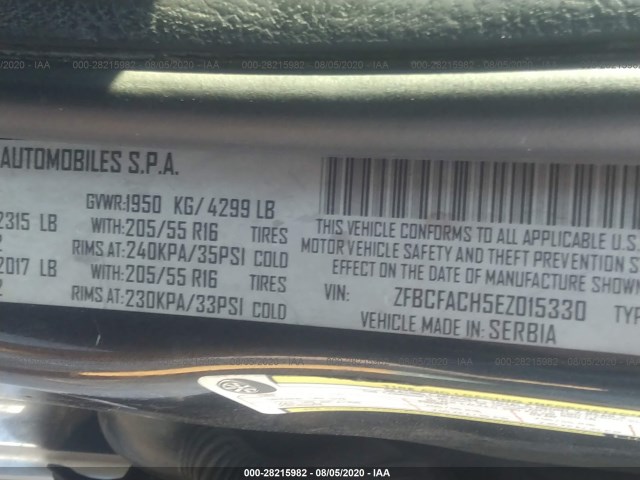 000-28215982 - 08/05/2020 - IAA
AUTOMOBILES S.P.A.
GVWR:1950 KG/ 4299 LB
2315 LB WITH:205/55 R16 TIRES
RIMS AT:240KPA/35PSI COLD
2017 LB WITH:205/55 R16 TIRES
RIMS AT:230KPA/33PSI COLD
THIS VEHICLE CONFORMS TO ALL APPLICABLE U.S.
MOTOR VEHICLE SAFETY AND THEFT PREVENTION STA
EFFECT ON THE DATE OF MANUFACTURE SHOWN
VIN: ZFBCFACH5EZ015330 TYP
VEHICLE MADE IN: SERBIA
000-28215982 - 08/05/2020 - IAA